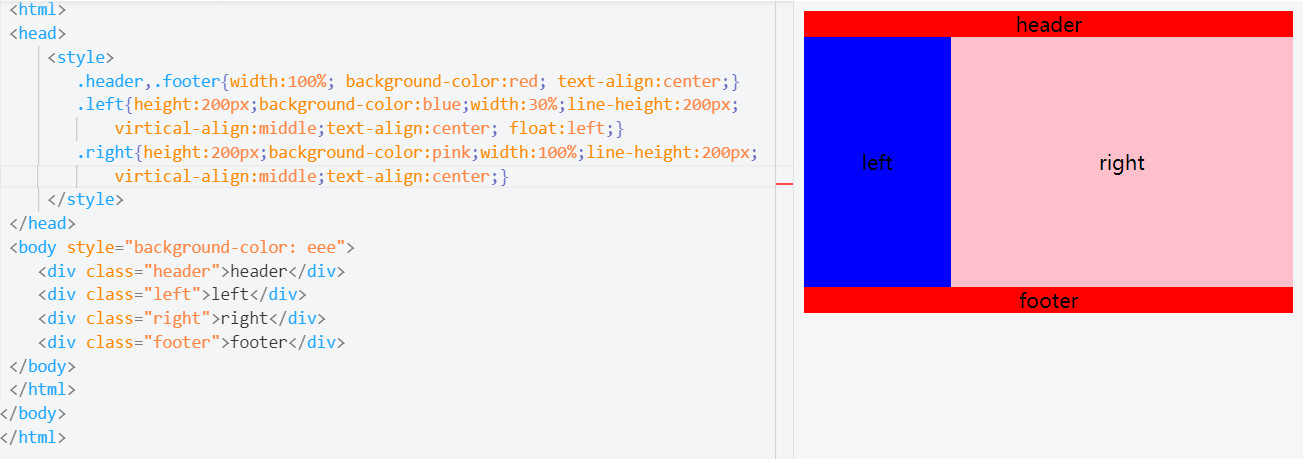 <html>
<head>
<style>
.header,.footer{width:100%; background-color:red; text-align:center;}
.left{height:200px;background-color:blue;width:30%;line-height:200px;
virtical-align:middle;text-align:center; float:left;}
.right{height:200px;background-color:pink;width:100%;line-height:200px;
virtical-align:middle;text-align:center;}
</style>
</head>
<body style="background-color: eee">
<div class="header">header</div>
<div class="left">left</div>
<div class="right">right</div>
<div class="footer">footer</div>
</body>
</html>
</body>
</html>
header
left right
footer